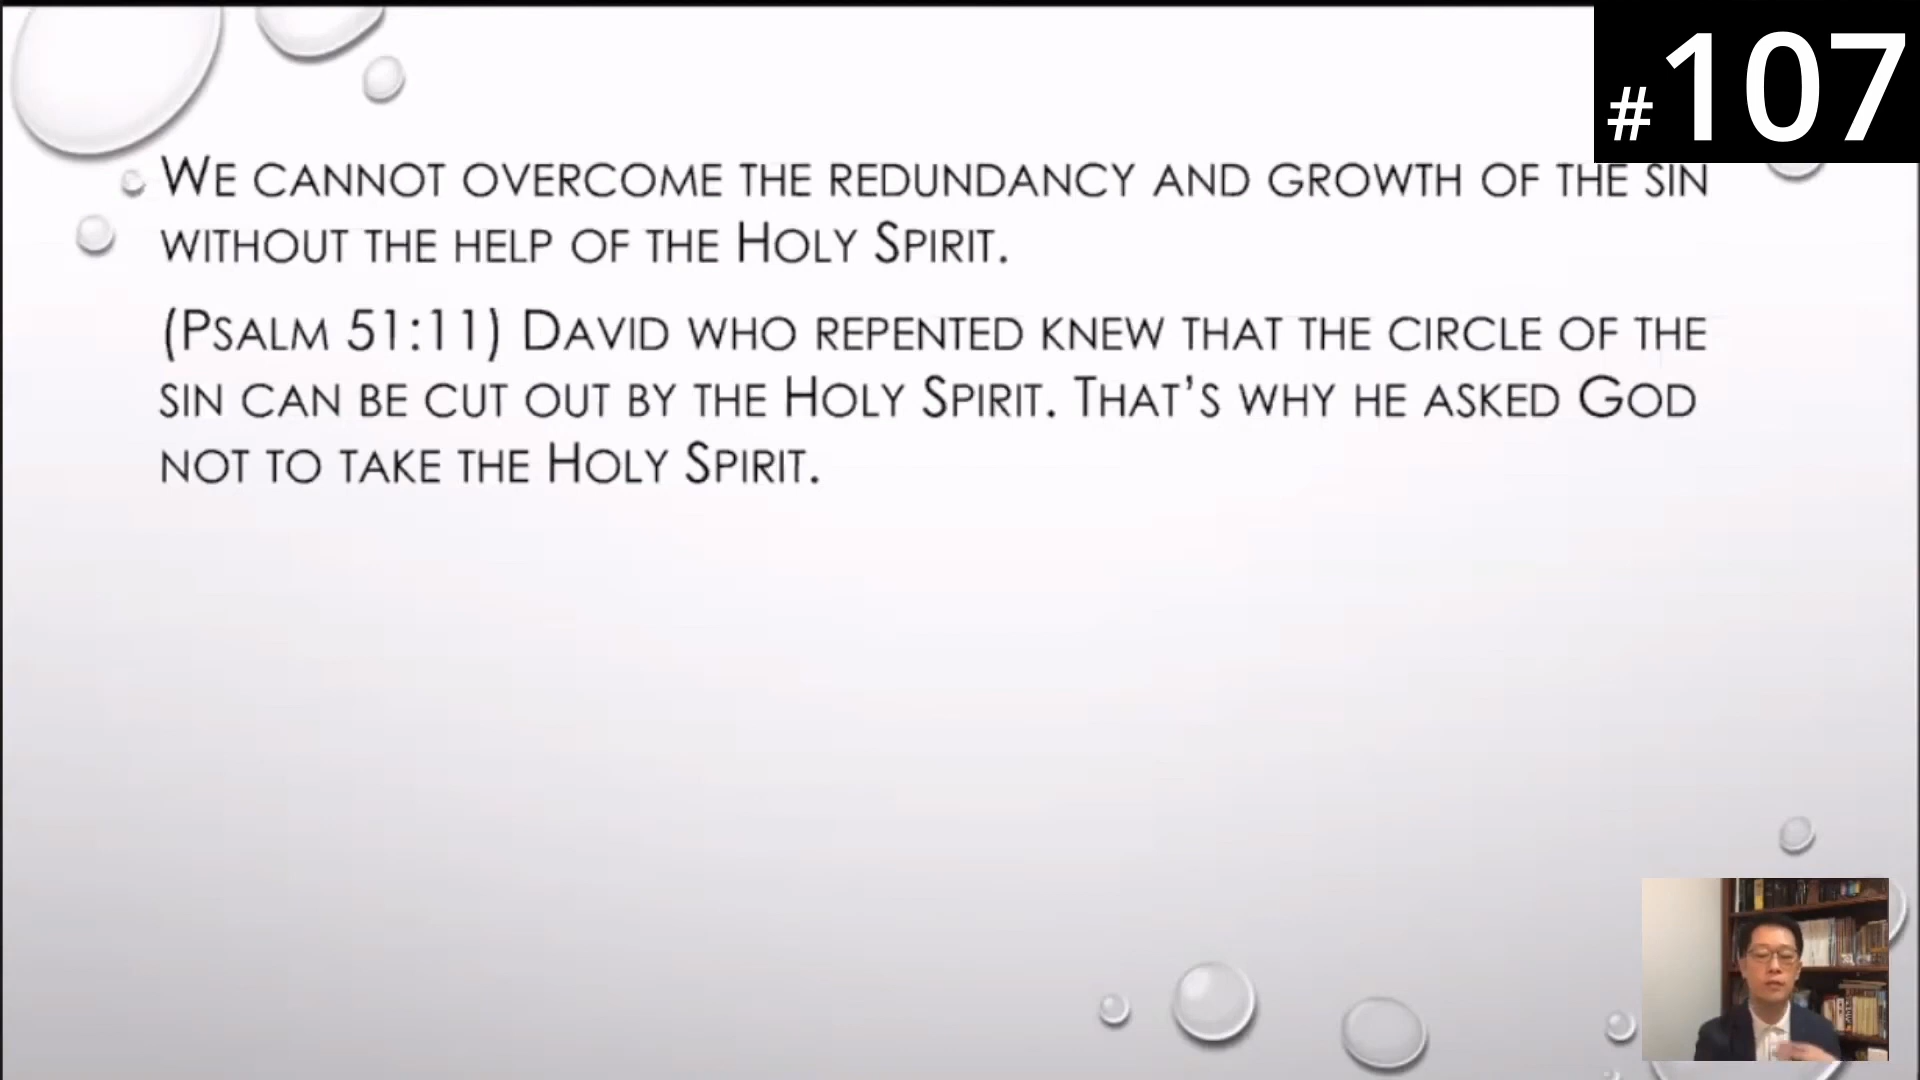 #107
We cannot overcome the redundancy and growth of the sin
without the help of the Holy Spirit.
(Psalm 51:11) David who repented knew that the circle of the
sin can be cut out by the Holy Spirit. That’s why he asked God
not to take the Holy Spirit.